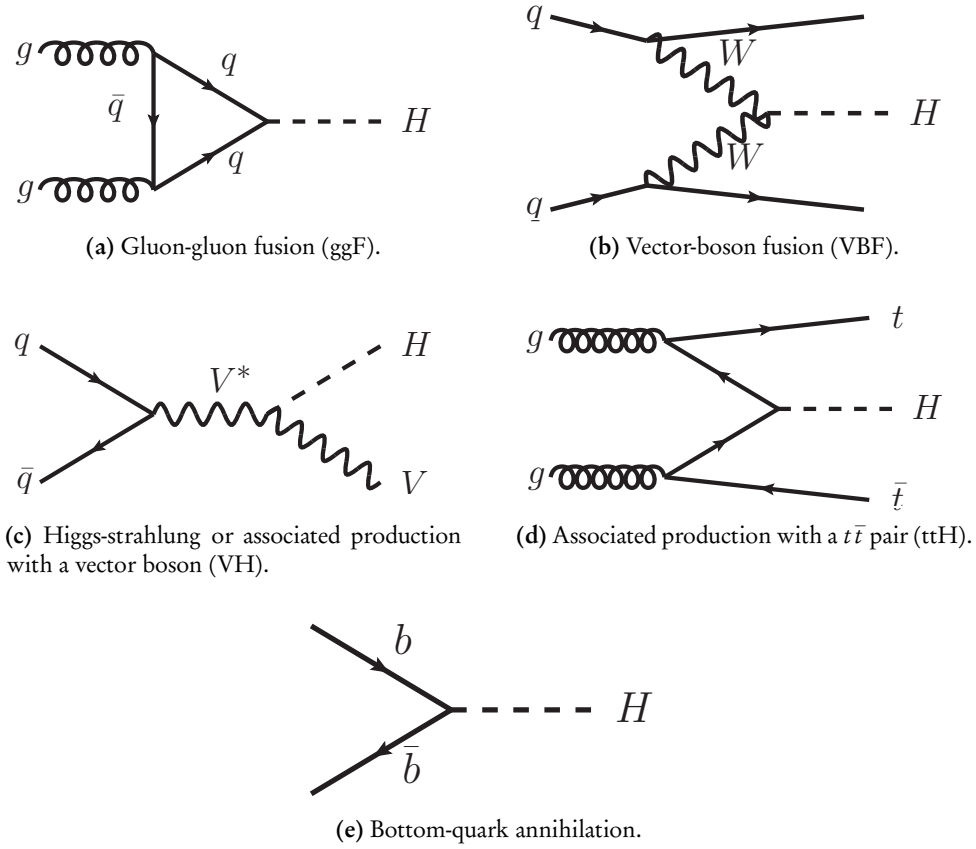 g
q
q̄
q
g
H
(a) Gluon-gluon fusion (ggF).
q
W
H
W
q
(b) Vector-boson fusion (VBF).
q
V*
H
q̄
V
(c) Higgs-strahlung or associated production
with a vector boson (VH).
g
t
H
g
t̄
(d) Associated production with a tt̄ pair (ttH).
b
H
b̄
(e) Bottom-quark annihilation.